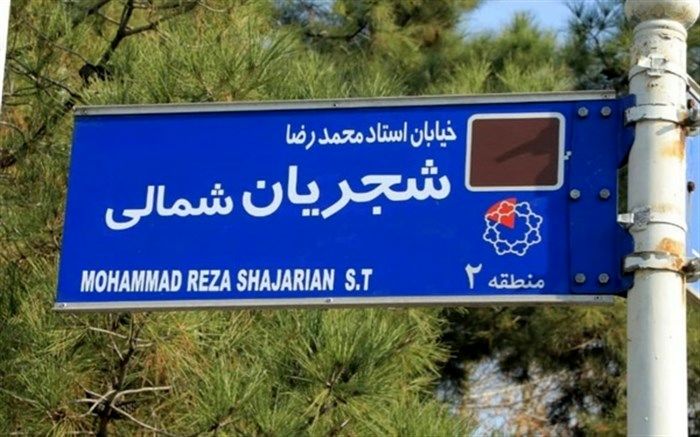 خیابان استاد محمد رضا
شجریان شمالی
MOHAMMAD REZA SHAJARIAN S.T
منطقه ۲